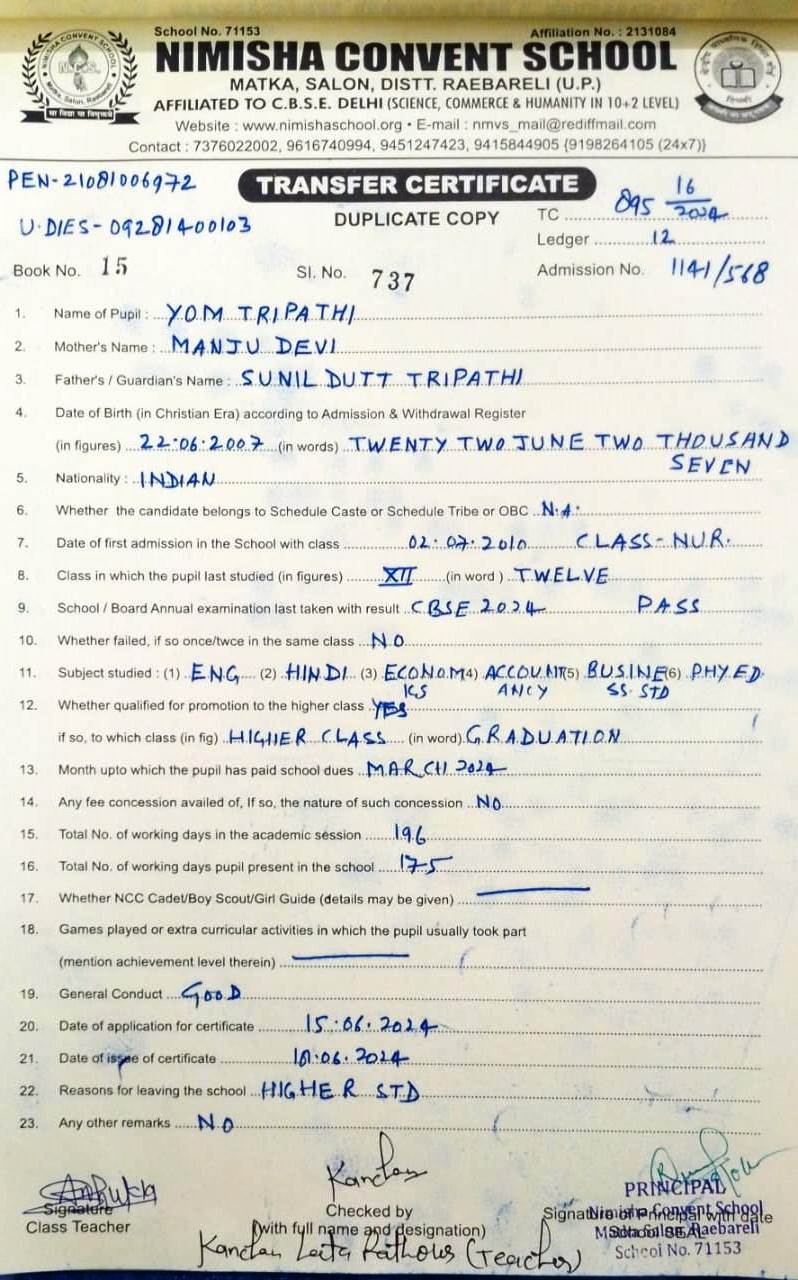 School No. 71153 Affiliation No. : 2131084
NIMISHA CONVENT SCHOOL
MATKA, SALON, DISTT. RAEBARELI (U.P.)
AFFILIATED TO C.B.S.E. DELHI (SCIENCE, COMMERCE & HUMANITY IN 10+2 LEVEL)
Website : www.nimishaschool.org • E-mail : nmvs_mail@rediffmail.com
Contact : 7376022002, 9616740994, 9451247423, 9415844905 {9198264105 (24x7)}
PEN-21081006972
TRANSFER CERTIFICATE
U.DIES-09281400103
DUPLICATE COPY
TC 895 16/2024
Ledger 12
Book No. 15 Sl. No. 737 Admission No. 1141/568
1. Name of Pupil : YOM TRIPATHI
2. Mother's Name : MANJU DEVI
3. Father's / Guardian's Name : SUNIL DUTT TRIPATHI
4. Date of Birth (in Christian Era) according to Admission & Withdrawal Register
(in figures) 22.06.2007 (in words) TWENTY TWO JUNE TWO THOUSAND
SEVEN
5. Nationality : INDIAN
6. Whether the candidate belongs to Schedule Caste or Schedule Tribe or OBC N.A.
7. Date of first admission in the School with class 02.07.2010 CLASS-NUR.
8. Class in which the pupil last studied (in figures) XII (in word ) TWELVE
9. School / Board Annual examination last taken with result CBSE 2024 PASS
10. Whether failed, if so once/twce in the same class NO
11. Subject studied : (1) ENG (2) HINDI (3) ECONOM (4) ACCOUNT (5) BUSINE (6) PHY ED.
ICS ANCY SS STD
12. Whether qualified for promotion to the higher class YES
if so, to which class (in fig) HIGHER CLASS (in word) GRADUATION
13. Month upto which the pupil has paid school dues MARCH 2024
14. Any fee concession availed of, If so, the nature of such concession NO
15. Total No. of working days in the academic session 196
16. Total No. of working days pupil present in the school 175
17. Whether NCC Cadet/Boy Scout/Girl Guide (details may be given)
18. Games played or extra curricular activities in which the pupil usually took part
(mention achievement level therein)
19. General Conduct GOOD
20. Date of application for certificate 15.06.2024
21. Date of issue of certificate .06.2024
22. Reasons for leaving the school HIGHER STD
23. Any other remarks NO
Kanchan
PRINCIPAL
Signature Checked by Signature of Principal with date
Nimisha Convent School
Class Teacher (with full name and designation) School SEAL
Matka Salon, Raebareli
Kanchan Lata Rathour (Teacher)
School No. 71153